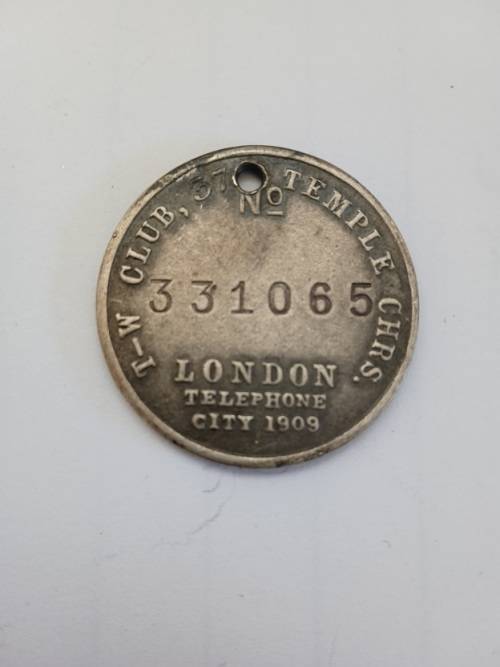 T-W CLUB, 37 TEMPLE CHRS.
No
331065
LONDON
TELEPHONE
CITY 1909